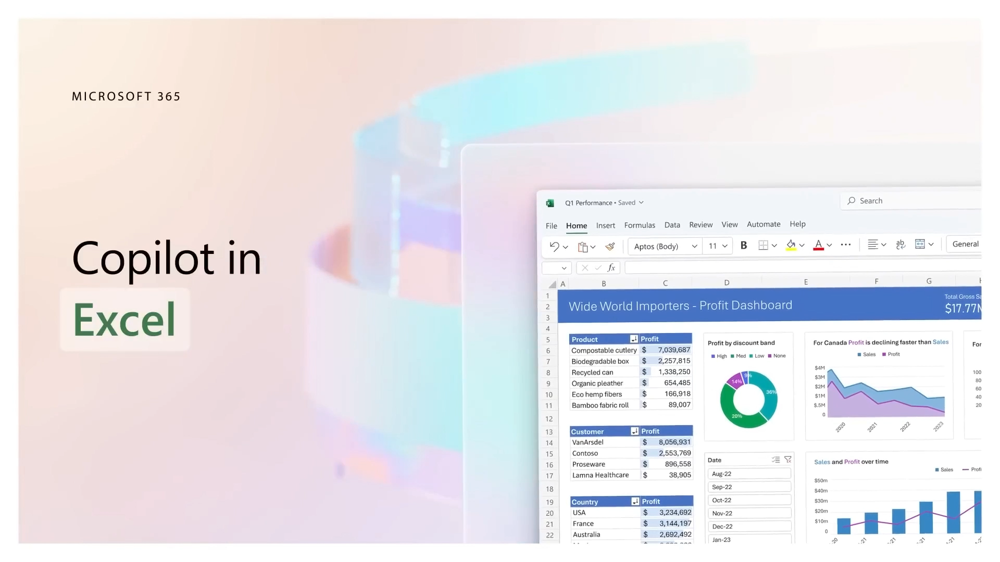 MICROSOFT 365
Copilot in
Excel
Q1 Performance • Saved
Search
File Home Insert Formulas Data Review View Automate Help
Aptos (Body) 11 B A ab General
fx
A B C D E F G
1
2
3
4
5
6
7
8
9
10
11
12
13
14
15
16
17
18
19
20
21
22
Wide World Importers - Profit Dashboard
Total Gross
$17.77
Product Profit
Compostable cutlery $ 7,039,687
Biodegradable box $ 2,257,815
Recycled can $ 1,338,250
Organic pleather $ 654,485
Eco hemp fibers $ 166,918
Bamboo fabric roll $ 89,007
Customer Profit
VanArsdel $ 8,056,931
Contoso $ 2,553,769
Proseware $ 896,558
Lamna Healthcare $ 38,905
Country Profit
USA $ 3,234,692
France $ 3,144,197
Australia $ 2,692,492
Profit by discount band
High Med Low None
9%
14%
36%
20%
For Canada Profit is declining faster than Sales
Sales Profit
$4M
$3M
$2M
$1M
$.5M
0
2020 2021 2022 2023
For
100
80
60
40
20
Date
Aug-22
Sep-22
Oct-22
Nov-22
Dec-22
Jan-23
Sales and Profit over time
Sales
$50m
$40m
$30m
$20m
$10m
0